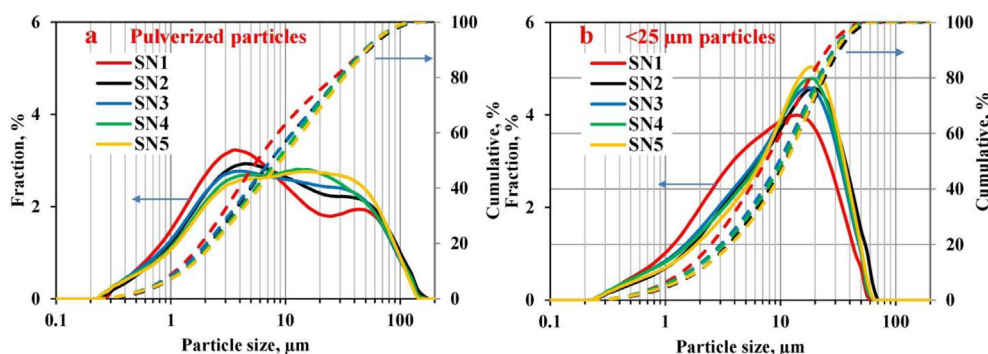 a Pulverized particles
SN1
SN2
SN3
SN4
SN5
Fraction, %
6
4
2
0
100
80
60
40
20
0
Cumulative, %
0.1 1 10 100
Particle size, µm
b <25 µm particles
SN1
SN2
SN3
SN4
SN5
Fraction, %
6
4
2
0
100
80
60
40
20
0
Cumulative, %
0.1 1 10 100
Particle size, µm